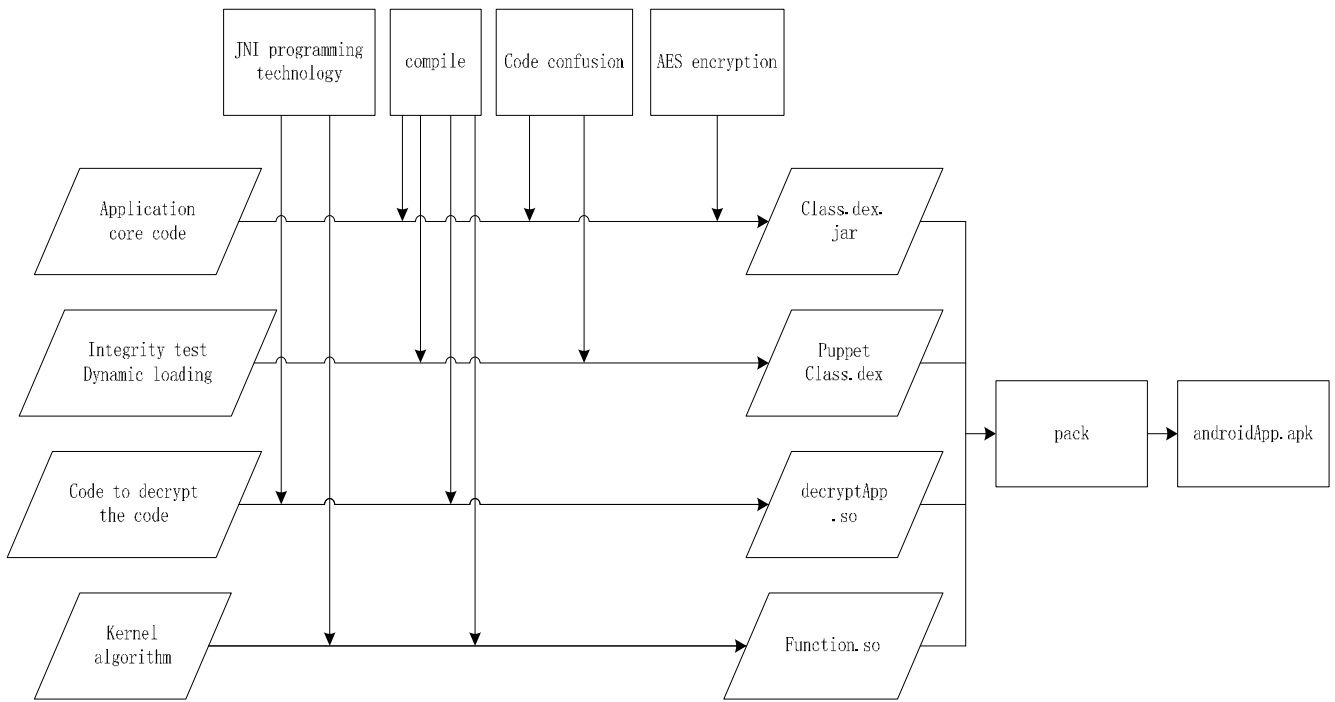 JNI programming
technology
compile
Code confusion
AES encryption
Application
core code
Class.dex.
jar
Integrity test
Dynamic loading
Puppet
Class.dex
pack
androidApp.apk
Code to decrypt
the code
decryptApp
.so
Kernel
algorithm
Function.so